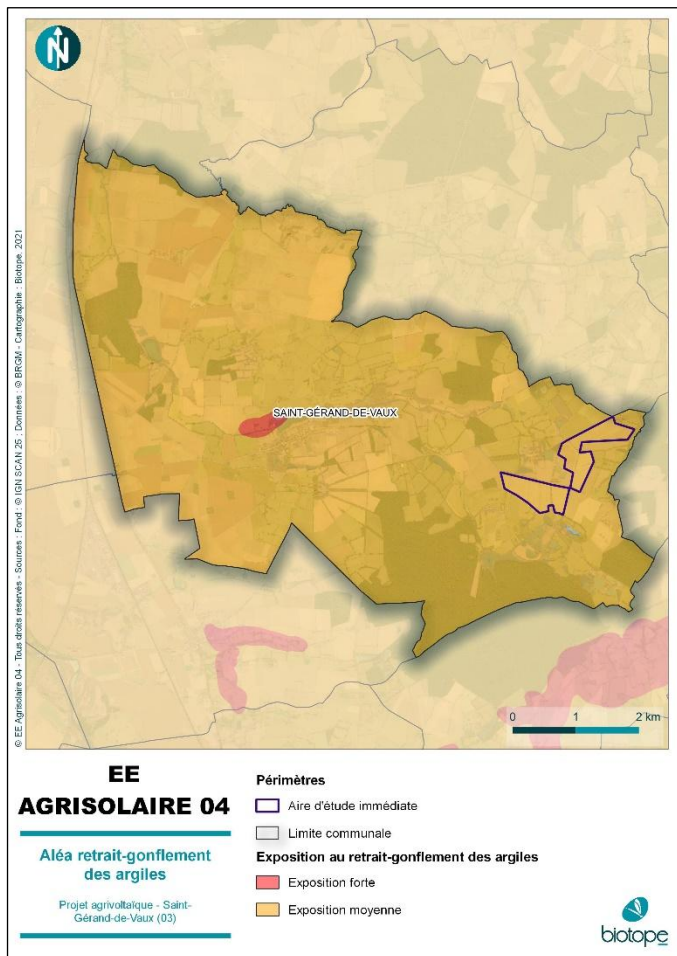 N
© EE Agrisolaire 04 - Tous droits réservés - Sources : Fond : © IGN SCAN 25 : Données : © BRGM - Cartographie : Biotope, 2021
SAINT-GÉRAND-DE-VAUX
0 1 2 km
EE
AGRISOLAIRE 04
Aléa retrait-gonflement
des argiles
Projet agrivoltaïque - Saint-
Gérand-de-Vaux (03)
Périmètres
Aire d'étude immédiate
Limite communale
Exposition au retrait-gonflement des argiles
Exposition forte
Exposition moyenne
biotope